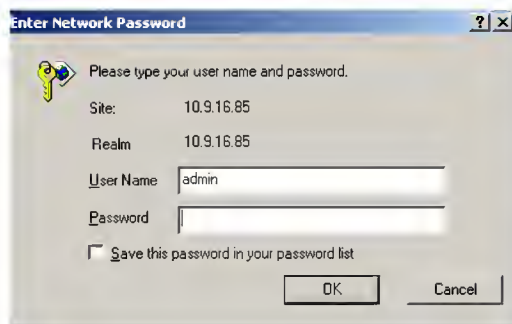 Enter Network Password
Please type your user name and password.
Site: 10.9.16.85
Realm 10.9.16.85
User Name admin
Password
Save this password in your password list
OK Cancel